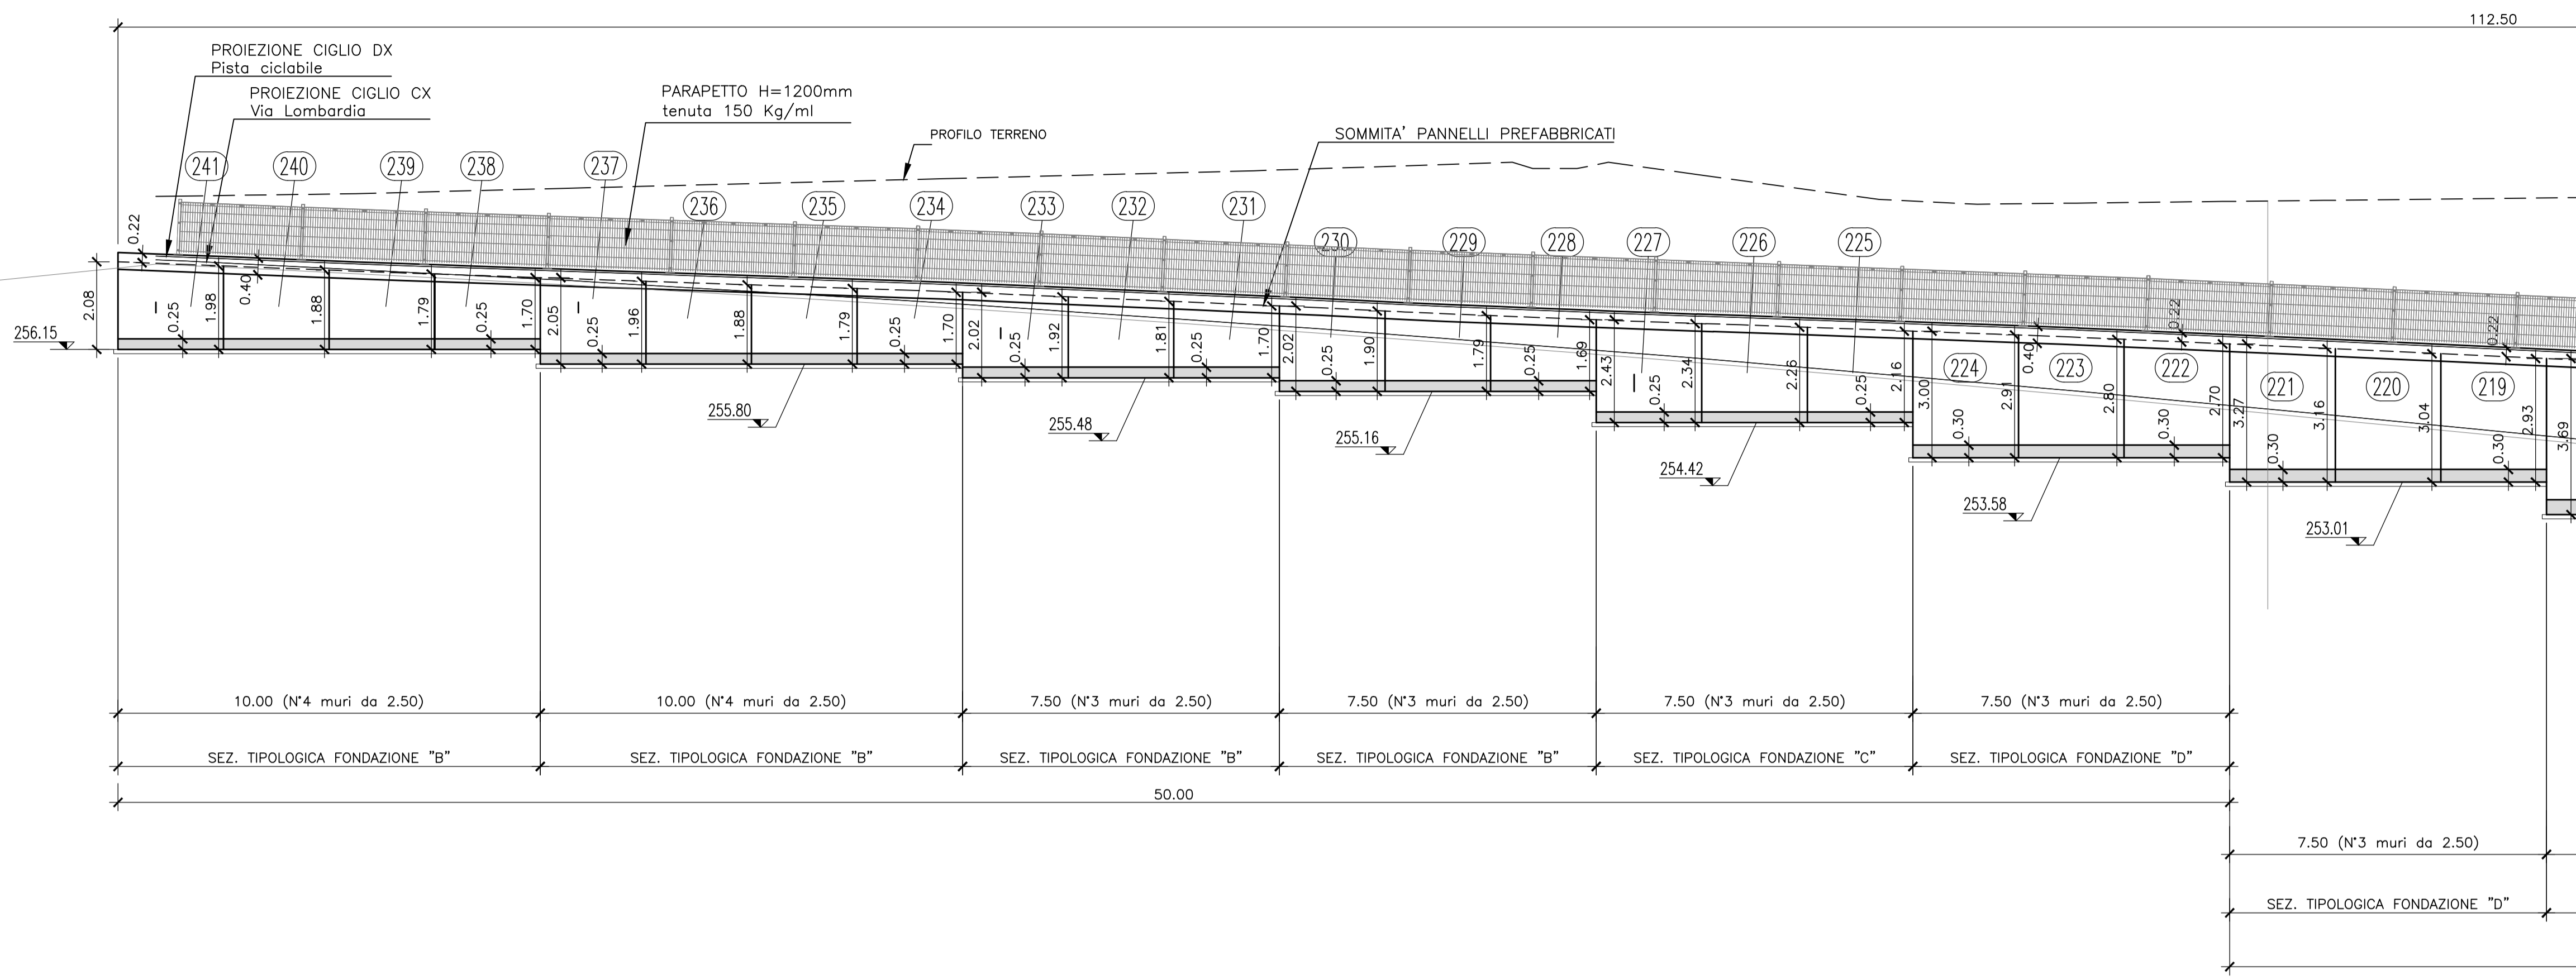 112.50
PROIEZIONE CIGLIO DX
Pista ciclabile
PROIEZIONE CIGLIO CX
Via Lombardia
PARAPETTO H=1200mm
tenuta 150 Kg/ml
PROFILO TERRENO
SOMMITA' PANNELLI PREFABBRICATI
241 240 239 238 237
236 235 234 233 232 231
230 229 228 227 226 225
224 223 222
221 220 219
0.22
2.08
0.25 1.98 0.40 1.88 1.79 0.25 1.70
2.05 0.25 1.96 1.88 1.79 0.25 1.70
2.02 0.25 1.92 1.81 0.25 1.70
2.02 0.25 1.90 1.79 0.25 1.69
2.43 0.25 2.34 2.26 0.25 2.16
3.00 0.30 2.91 0.40 2.80 0.30 0.22 2.70
3.27 0.30 3.16 3.04 0.22 0.30 2.93
3.69
256.15
255.80
255.48
255.16
254.42
253.58
253.01
10.00 (N°4 muri da 2.50) 10.00 (N°4 muri da 2.50) 7.50 (N°3 muri da 2.50) 7.50 (N°3 muri da 2.50) 7.50 (N°3 muri da 2.50) 7.50 (N°3 muri da 2.50)
SEZ. TIPOLOGICA FONDAZIONE "B" SEZ. TIPOLOGICA FONDAZIONE "B" SEZ. TIPOLOGICA FONDAZIONE "B" SEZ. TIPOLOGICA FONDAZIONE "B" SEZ. TIPOLOGICA FONDAZIONE "C" SEZ. TIPOLOGICA FONDAZIONE "D"
50.00
7.50 (N°3 muri da 2.50)
SEZ. TIPOLOGICA FONDAZIONE "D"